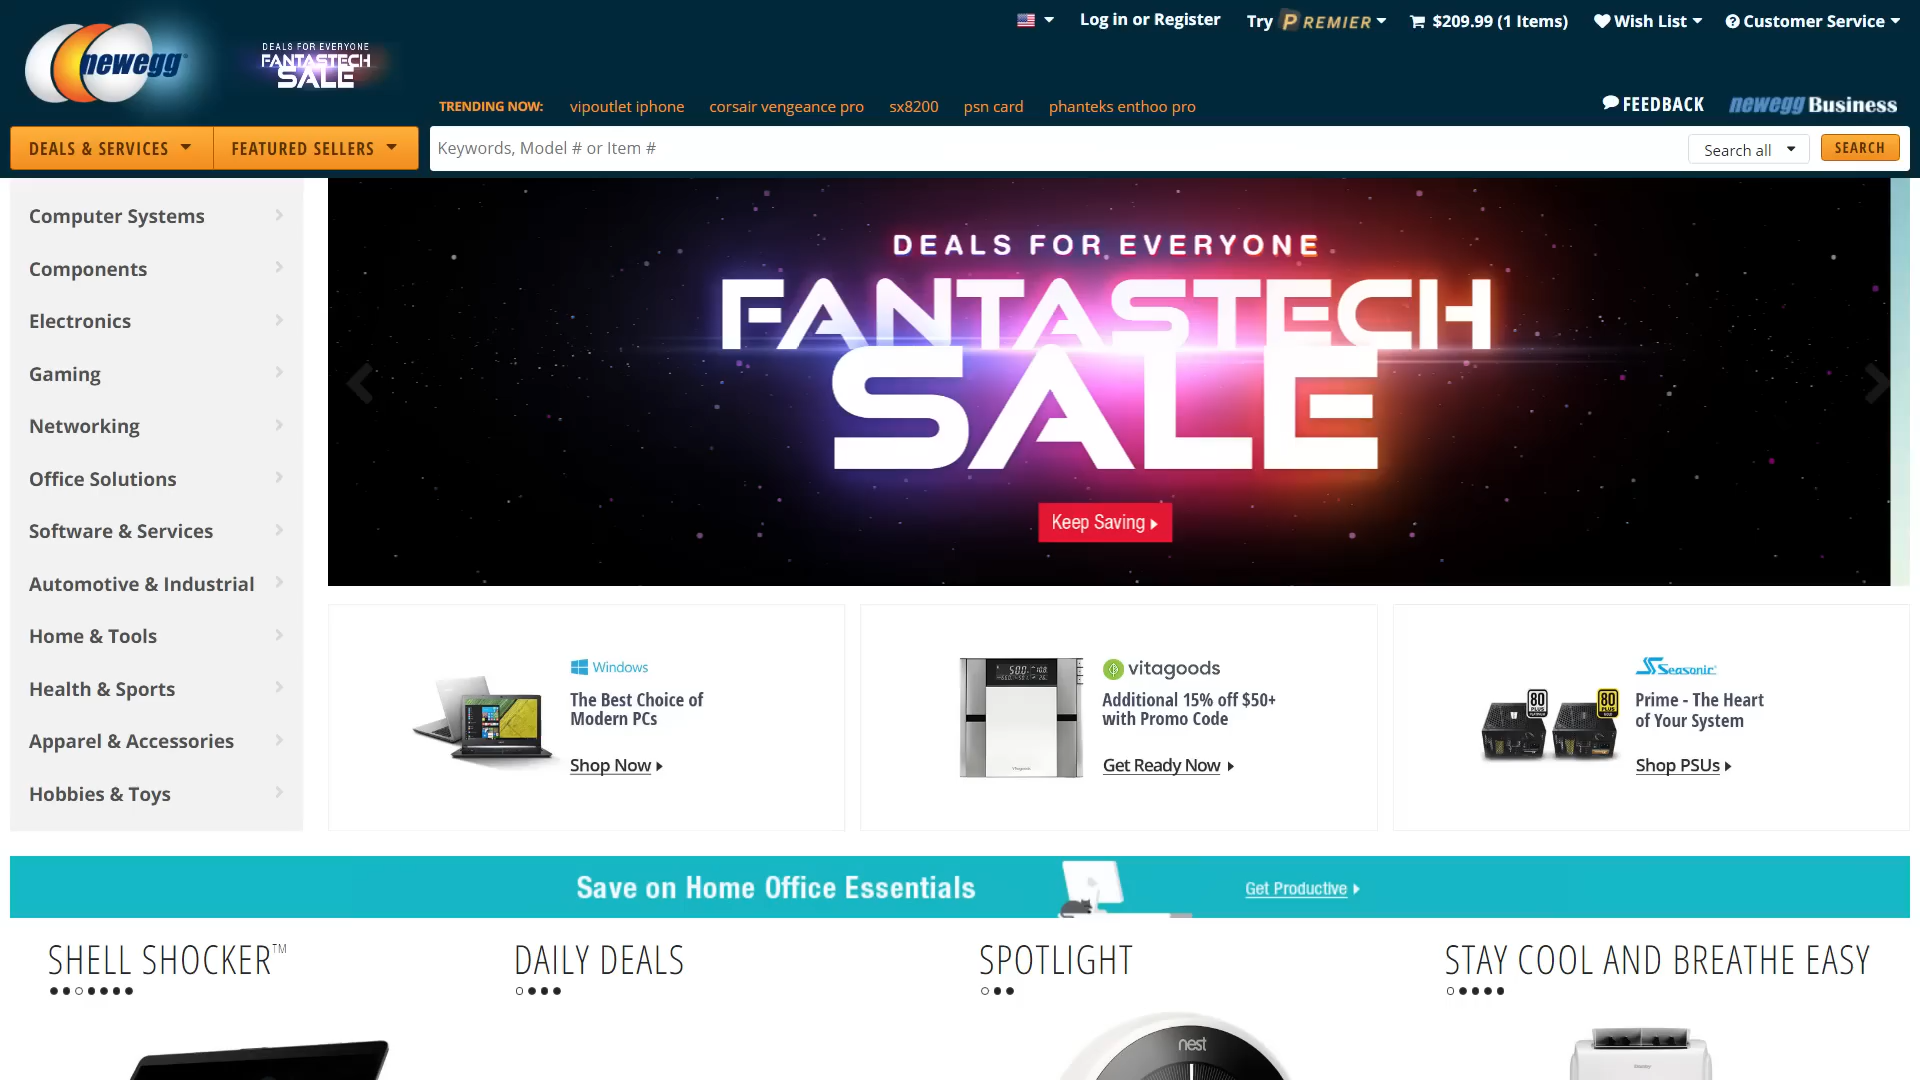 Log in or Register
Try PREMIER
$209.99 (1 Items)
Wish List
Customer Service
newegg
DEALS FOR EVERYONE
FANTASTECH
SALE
TRENDING NOW:
vipoutlet iphone
corsair vengeance pro
sx8200
psn card
phanteks enthoo pro
FEEDBACK
newegg Business
DEALS & SERVICES
FEATURED SELLERS
Keywords, Model # or Item #
Search all
SEARCH
Computer Systems
Components
Electronics
Gaming
Networking
Office Solutions
Software & Services
Automotive & Industrial
Home & Tools
Health & Sports
Apparel & Accessories
Hobbies & Toys
DEALS FOR EVERYONE
FANTASTECH
SALE
Keep Saving
Windows
The Best Choice of
Modern PCs
Shop Now
vitagoods
Additional 15% off $50+
with Promo Code
Get Ready Now
80
PLUS
80
PLUS
Seasonic
Prime - The Heart
of Your System
Shop PSUs
Save on Home Office Essentials
Get Productive
SHELL SHOCKER™
DAILY DEALS
SPOTLIGHT
STAY COOL AND BREATHE EASY
nest